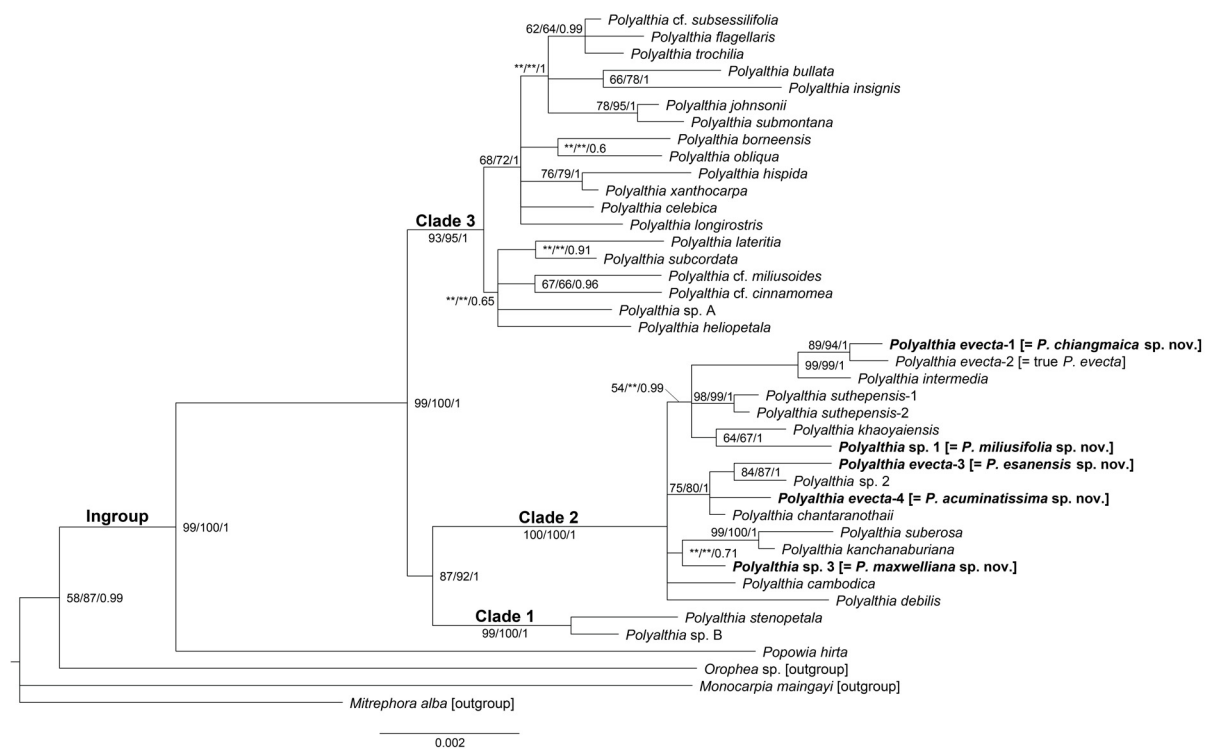 Polyalthia cf. subsessilifolia
62/64/0.99
Polyalthia flagellaris
Polyalthia trochilia
**/**/1
Polyalthia bullata
66/78/1
Polyalthia insignis
78/95/1
Polyalthia johnsonii
Polyalthia submontana
Polyalthia borneensis
**/**/0.6
Polyalthia obliqua
68/72/1
76/79/1
Polyalthia hispida
Polyalthia xanthocarpa
Polyalthia celebica
Clade 3
Polyalthia longirostris
93/95/1
Polyalthia lateritia
**/**/0.91
Polyalthia subcordata
Polyalthia cf. miliusoides
67/66/0.96
Polyalthia cf. cinnamomea
**/**/0.65
Polyalthia sp. A
Polyalthia heliopetala
89/94/1
Polyalthia evecta-1 [= P. chiangmaica sp. nov.]
Polyalthia evecta-2 [= true P. evecta]
99/99/1
Polyalthia intermedia
54/**/0.99
98/99/1
Polyalthia suthepensis-1
Polyalthia suthepensis-2
99/100/1
Polyalthia khaoyaiensis
64/67/1
Polyalthia sp. 1 [= P. miliusifolia sp. nov.]
Polyalthia evecta-3 [= P. esanensis sp. nov.]
84/87/1
Polyalthia sp. 2
75/80/1
Polyalthia evecta-4 [= P. acuminatissima sp. nov.]
Polyalthia chantaranothaii
Ingroup
99/100/1
Clade 2
100/100/1
99/100/1
Polyalthia suberosa
Polyalthia kanchanaburiana
**/**/0.71
Polyalthia sp. 3 [= P. maxwelliana sp. nov.]
87/92/1
Polyalthia cambodica
58/87/0.99
Polyalthia debilis
Clade 1
99/100/1
Polyalthia stenopetala
Polyalthia sp. B
Popowia hirta
Orophea sp. [outgroup]
Monocarpia maingayi [outgroup]
Mitrephora alba [outgroup]
0.002